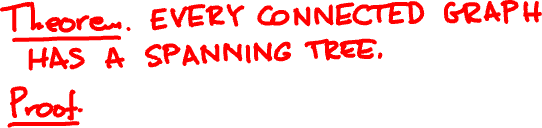 Theorem. EVERY CONNECTED GRAPH
HAS A SPANNING TREE.
Proof.